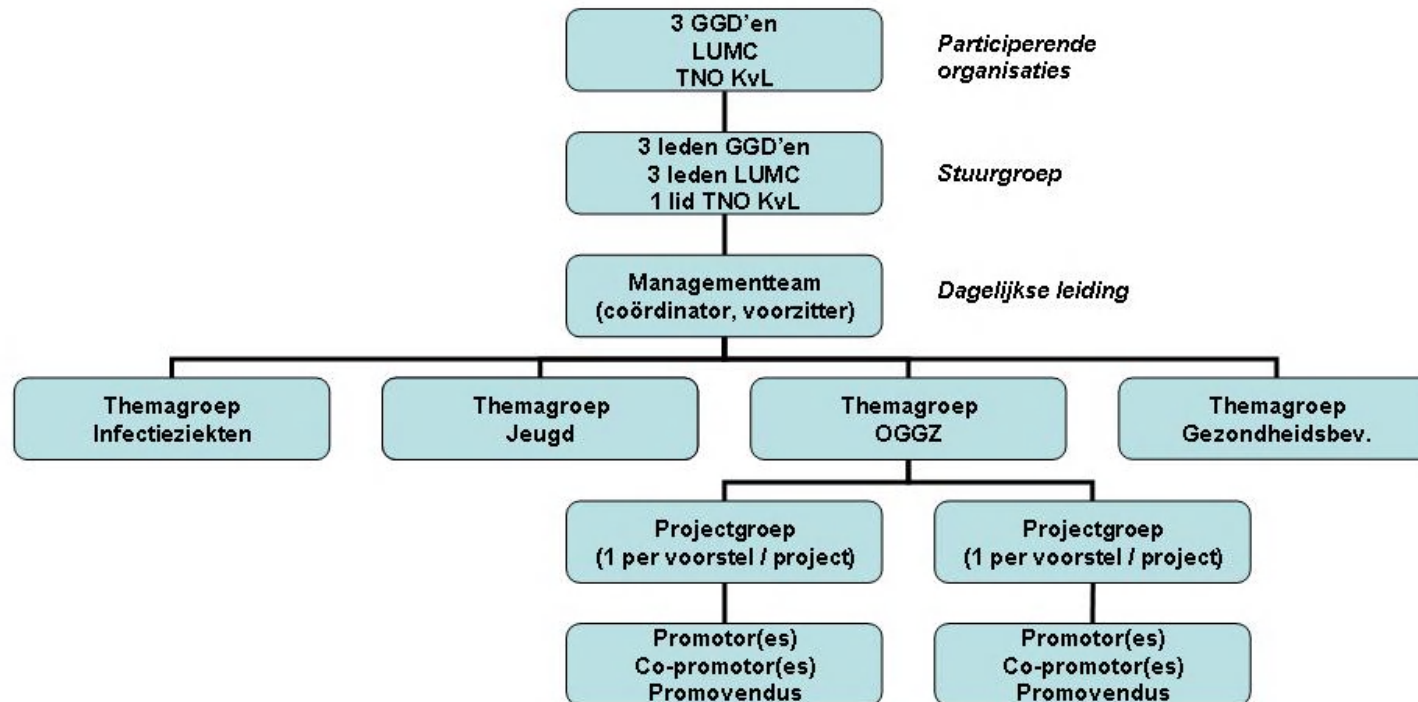 3 GGD'en
LUMC
TNO KvL
Participerende
organisaties
3 leden GGD'en
3 leden LUMC
1 lid TNO KvL
Stuurgroep
Managementteam
(coördinator, voorzitter)
Dagelijkse leiding
Themagroep
Infectieziekten
Themagroep
Jeugd
Themagroep
OGGZ
Themagroep
Gezondheidsbev.
Projectgroep
(1 per voorstel / project)
Projectgroep
(1 per voorstel / project)
Promotor(es)
Co-promotor(es)
Promovendus
Promotor(es)
Co-promotor(es)
Promovendus